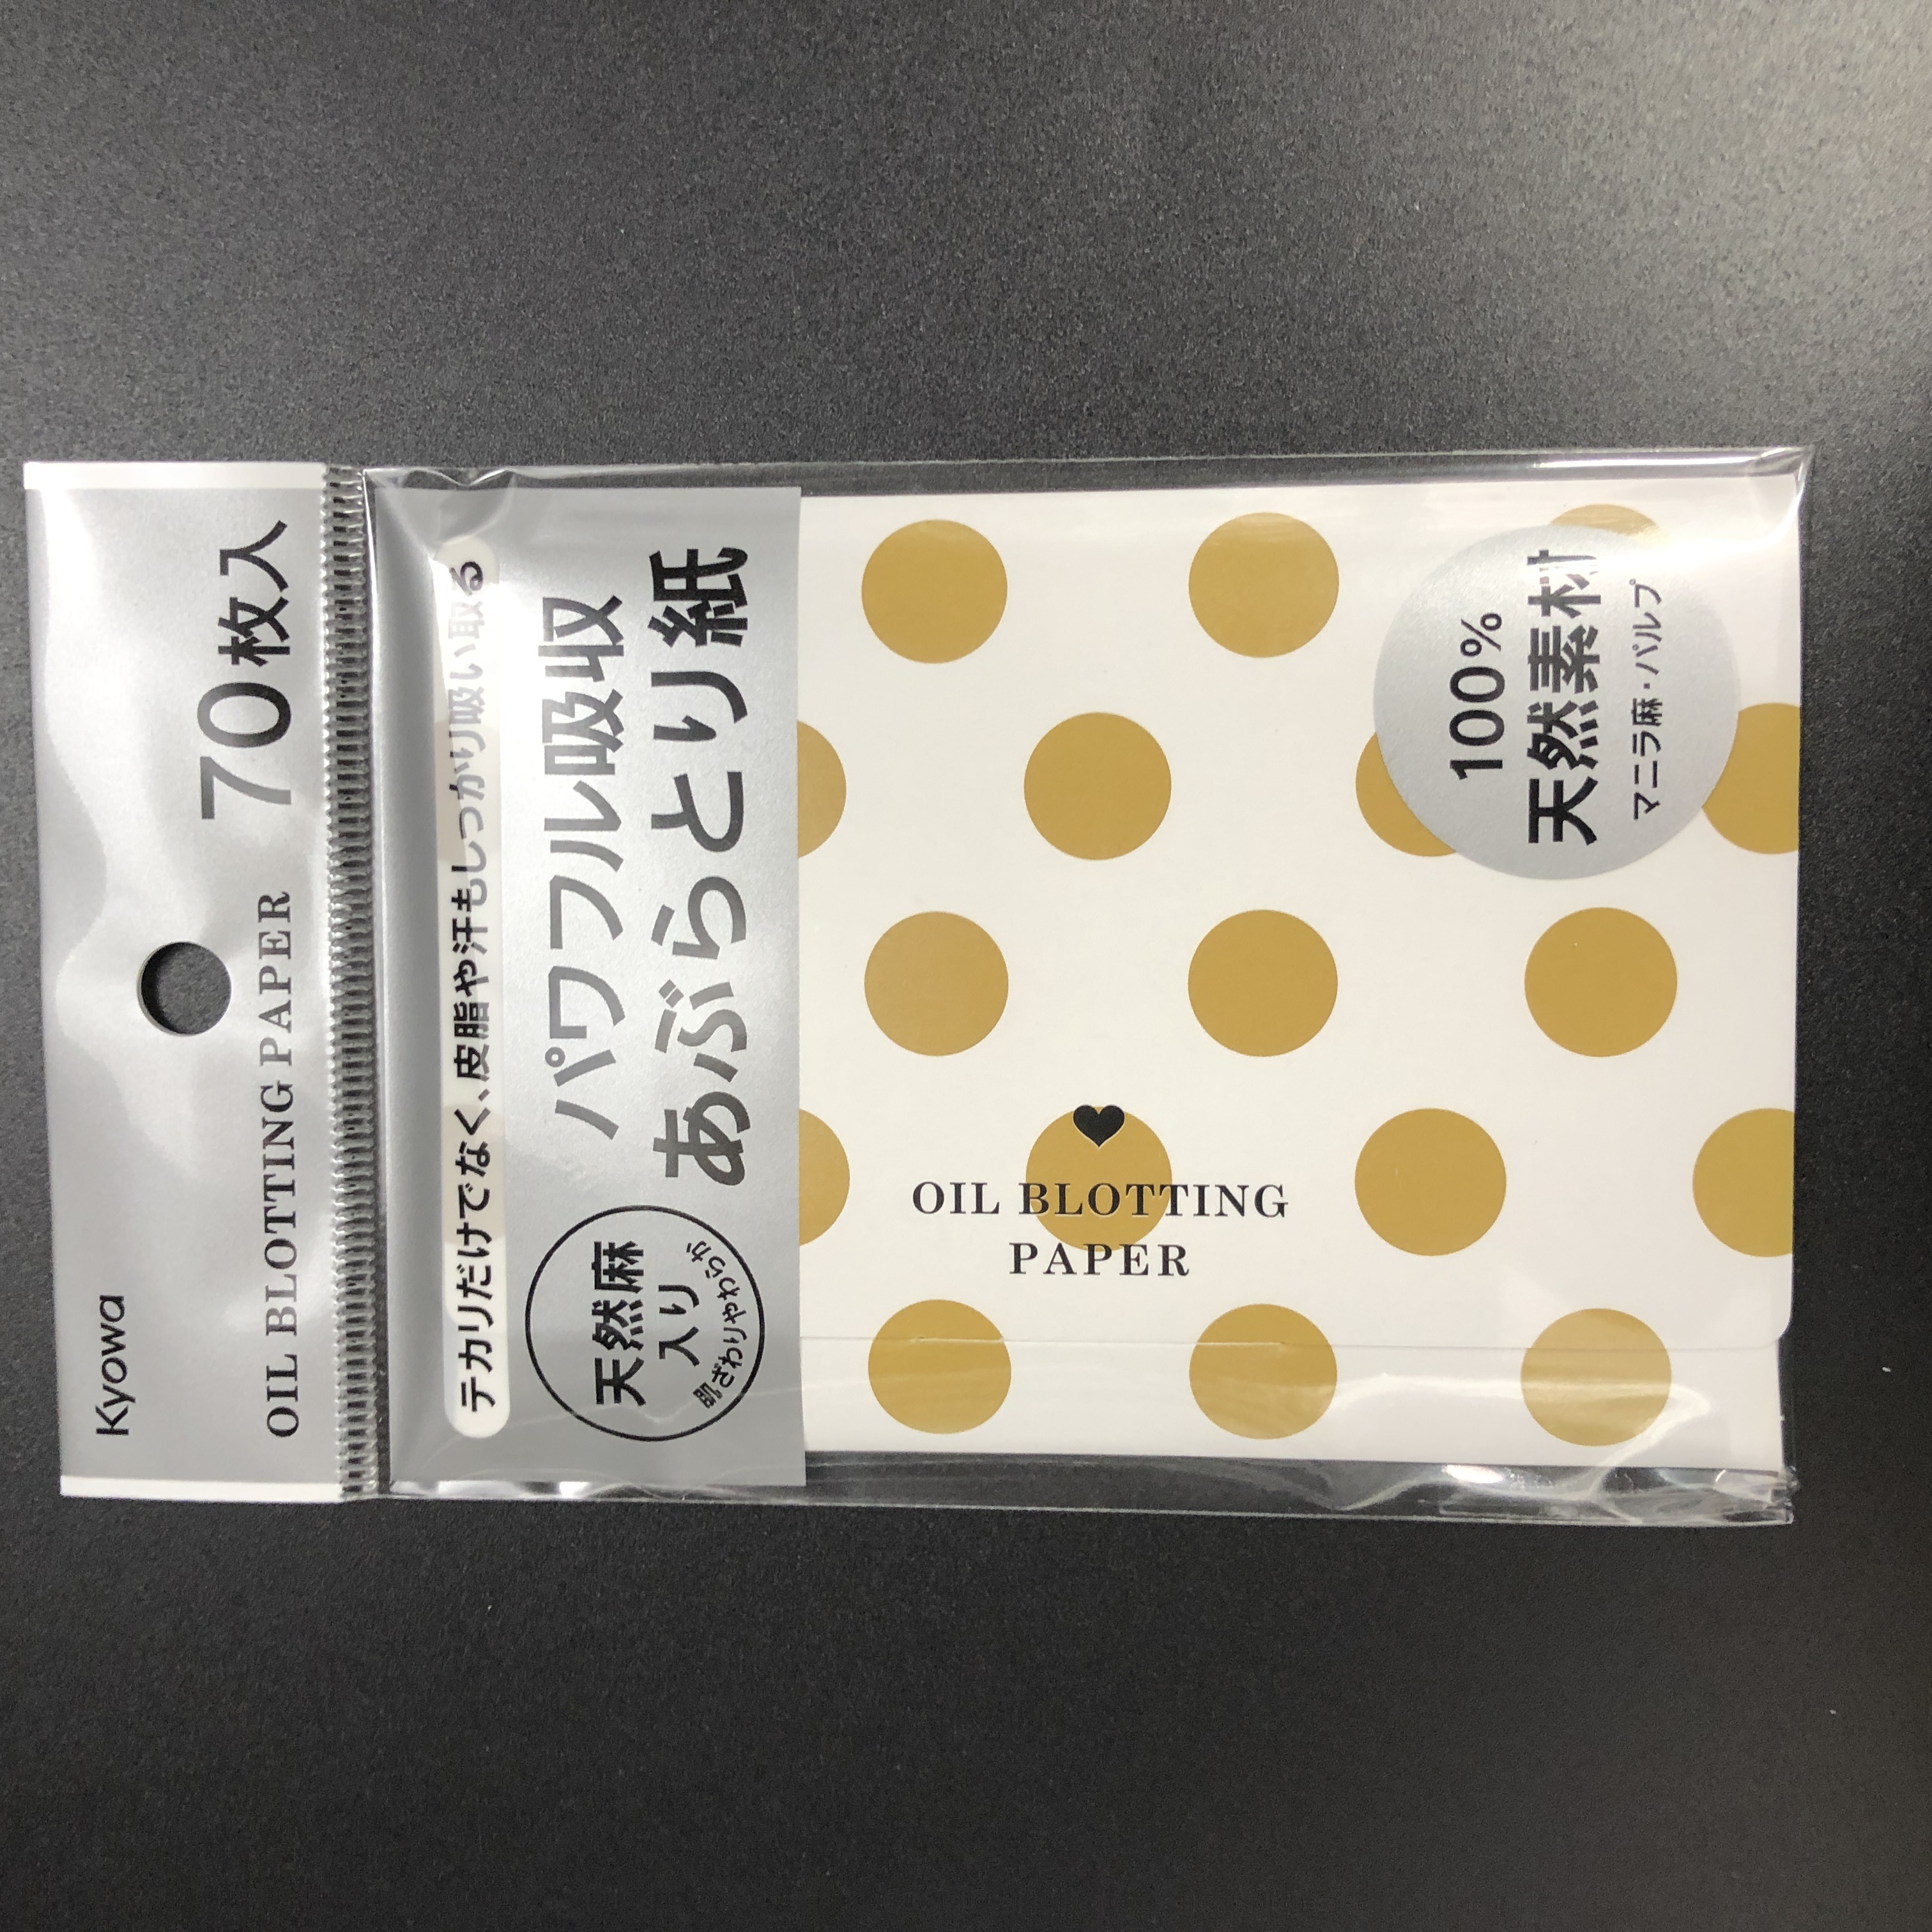 Kyowa
OIL BLOTTING PAPER 70枚入
テカリだけでなく、皮脂や汗もしっかり吸い取る
天然麻
入り
肌ざわりやわらか
パワフル吸収
あぶらとり紙
100%
天然素材
マニラ麻・パルプ
OIL BLOTTING
PAPER